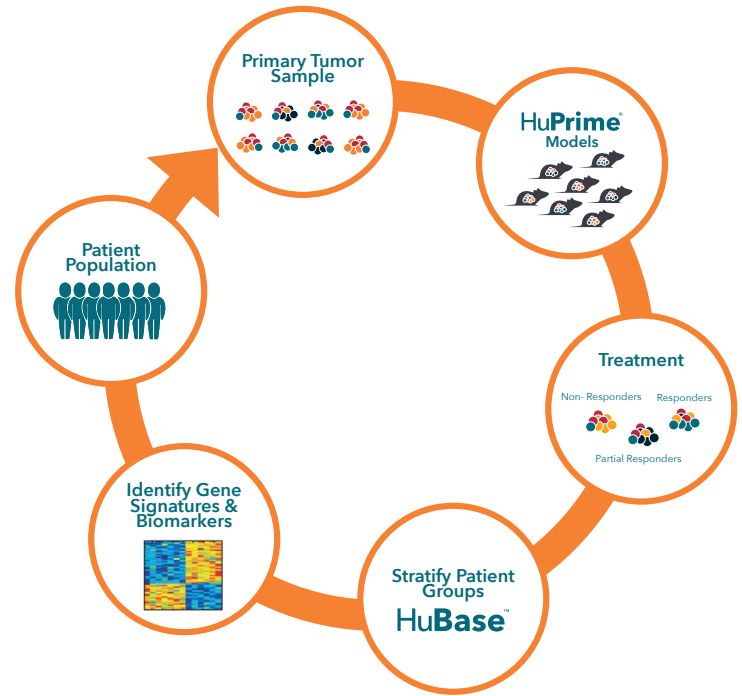 Primary Tumor
Sample
HuPrime®
Models
Treatment
Non- Responders
Responders
Partial Responders
Stratify Patient
Groups
HuBase™
Identify Gene
Signatures &
Biomarkers
Patient
Population